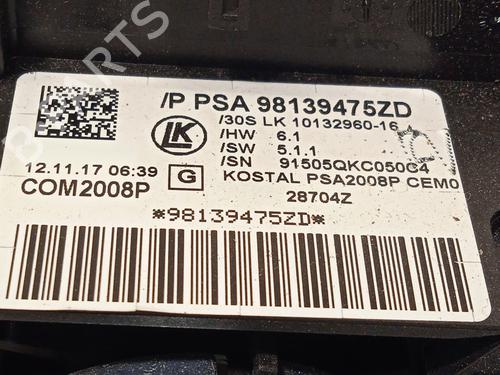 /P PSA 98139475ZD
/30S LK 10132960-16
/HW 6.1
/SW 5.1.1
/SN 91505QKC050C4
KOSTAL PSA2008P CEM0
28704Z
LK
12.11.17 06:39 G
COM2008P
*98139475ZD*